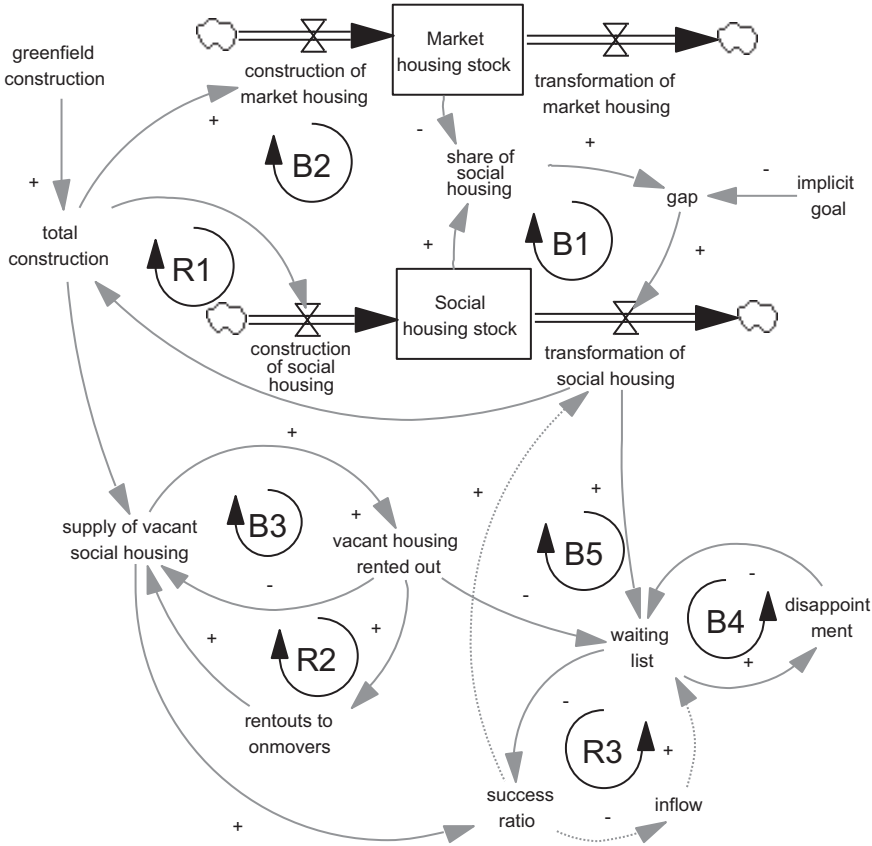 greenfield
construction
construction of
market housing
Market
housing stock
transformation of
market housing
+
+
B2
-
share of
social
housing
+
gap
-
implicit
goal
total
construction
R1
+
B1
+
construction
of social
housing
Social
housing stock
transformation of
social housing
+
supply of vacant
social housing
B3
+
vacant housing
rented out
+
+
B5
-
-
waiting
list
B4
-
+
disappoint
ment
+
R2
+
rentouts to
onmovers
-
R3
+
success
ratio
-
inflow
+